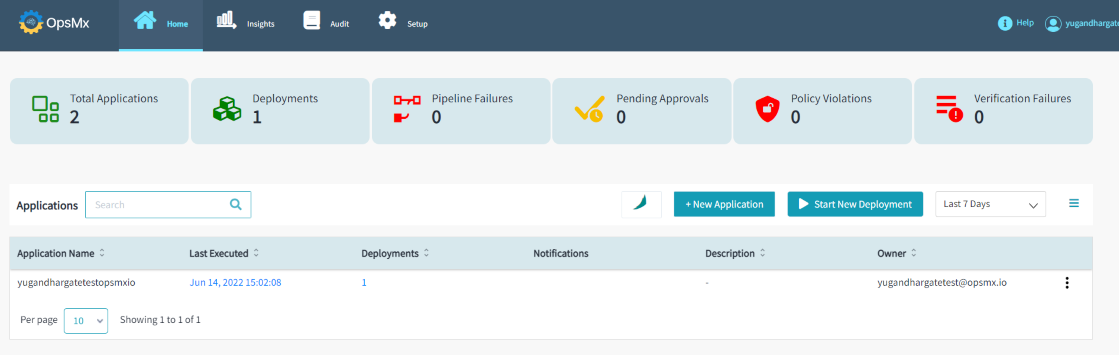 OpsMx Home Insights Audit Setup Help yugandhargate
Total Applications Deployments Pipeline Failures Pending Approvals Policy Violations Verification Failures
2 1 0 0 0 0
Applications Search + New Application Start New Deployment Last 7 Days
Application Name Last Executed Deployments Notifications Description Owner
yugandhargatetestopsmxio Jun 14, 2022 15:02:08 1 - yugandhargatetest@opsmx.io
Per page 10 Showing 1 to 1 of 1